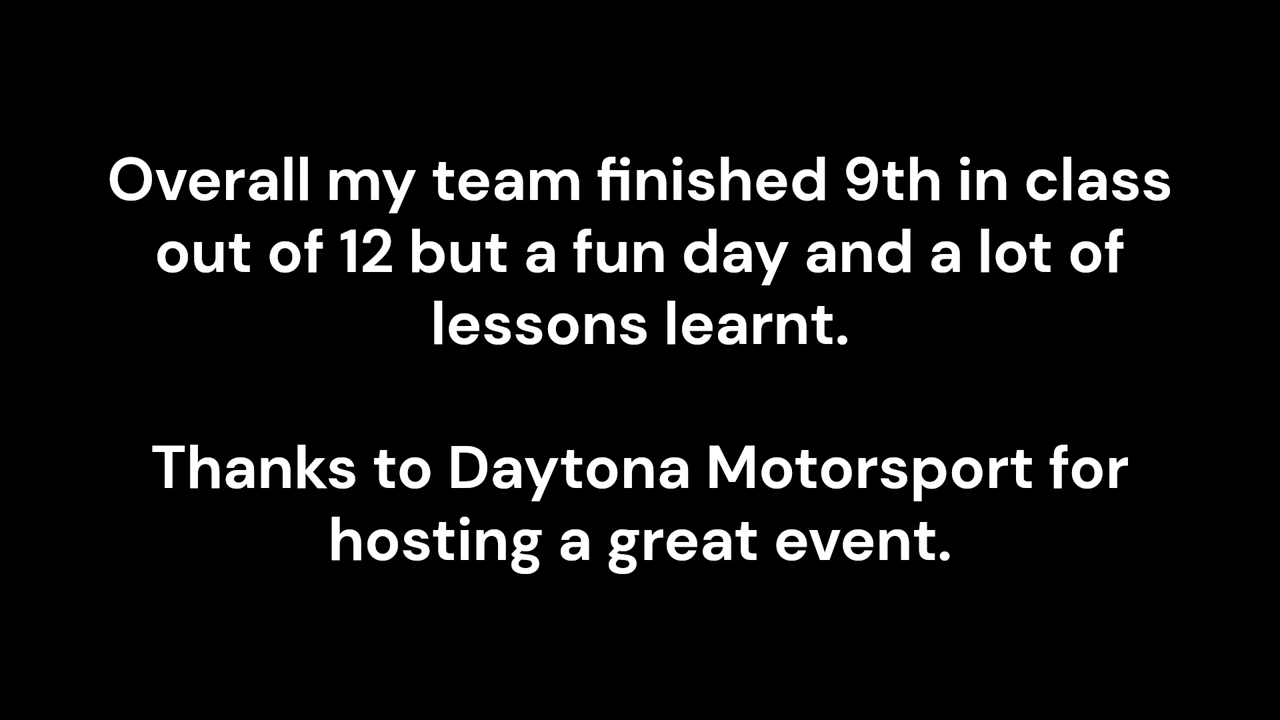 Overall my team finished 9th in class
out of 12 but a fun day and a lot of
lessons learnt.
Thanks to Daytona Motorsport for
hosting a great event.